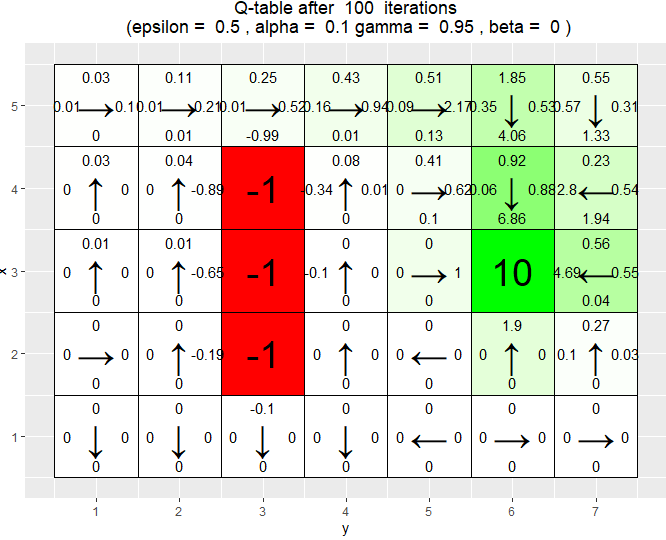 Q-table after 100 iterations
(epsilon = 0.5 , alpha = 0.1 gamma = 0.95 , beta = 0 )
0.03 0.11 0.25 0.43 0.51 1.85 0.55
5 0.01 0.1 0.01 0.21 0.01 0.52 0.16 0.94 0.09 2.17 0.35 0.53 0.57 0.31
0 0.01 -0.99 0.01 0.13 4.06 1.33
0.03 0.04 0.08 0.41 0.92 0.23
4 0 0 0 -0.89 -1 -0.34 0.01 0 0.62 0.06 0.88 2.8 0.54
0 0 0 0.1 6.86 1.94
0.01 0.01 0 0 0.56
x 3 0 0 0 -0.65 -1 -0.1 0 0 1 10 4.69 0.55
0 0 0 0 0.04
0 0 0 0 1.9 0.27
2 0 0 0 -0.19 -1 0 0 0 0 0 0 0.1 0.03
0 0 0 0 0 0
0 0 -0.1 0 0 0 0
1 0 0 0 0 0 0 0 0 0 0 0 0 0 0
0 0 0 0 0 0 0
1 2 3 4 5 6 7
y